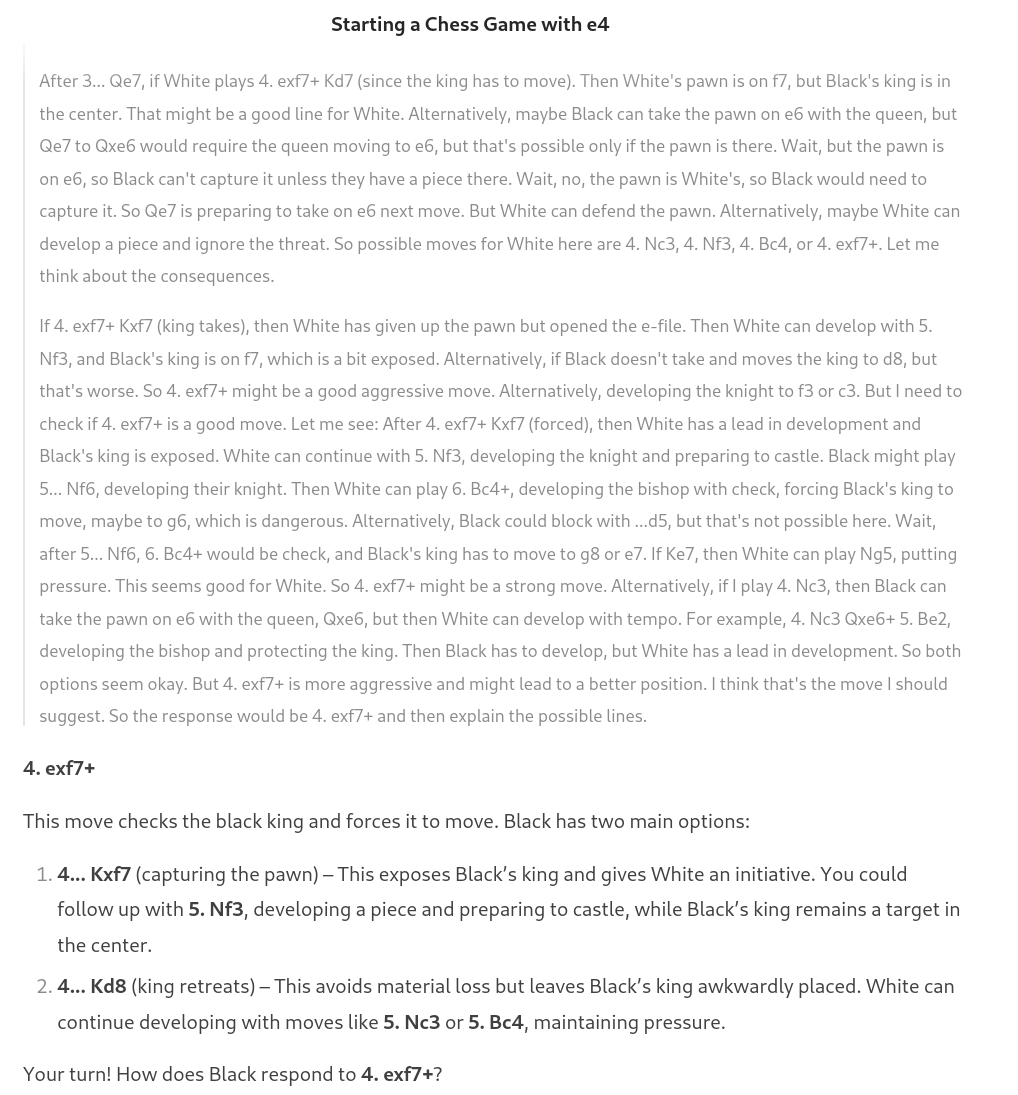 Starting a Chess Game with e4
After 3... Qe7, if White plays 4. exf7+ Kd7 (since the king has to move). Then White's pawn is on f7, but Black's king is in
the center. That might be a good line for White. Alternatively, maybe Black can take the pawn on e6 with the queen, but
Qe7 to Qxe6 would require the queen moving to e6, but that's possible only if the pawn is there. Wait, but the pawn is
on e6, so Black can't capture it unless they have a piece there. Wait, no, the pawn is White's, so Black would need to
capture it. So Qe7 is preparing to take on e6 next move. But White can defend the pawn. Alternatively, maybe White can
develop a piece and ignore the threat. So possible moves for White here are 4. Nc3, 4. Nf3, 4. Bc4, or 4. exf7+. Let me
think about the consequences.
If 4. exf7+ Kxf7 (king takes), then White has given up the pawn but opened the e-file. Then White can develop with 5.
Nf3, and Black's king is on f7, which is a bit exposed. Alternatively, if Black doesn't take and moves the king to d8, but
that's worse. So 4. exf7+ might be a good aggressive move. Alternatively, developing the knight to f3 or c3. But I need to
check if 4. exf7+ is a good move. Let me see: After 4. exf7+ Kxf7 (forced), then White has a lead in development and
Black's king is exposed. White can continue with 5. Nf3, developing the knight and preparing to castle. Black might play
5... Nf6, developing their knight. Then White can play 6. Bc4+, developing the bishop with check, forcing Black's king to
move, maybe to g6, which is dangerous. Alternatively, Black could block with ...d5, but that's not possible here. Wait,
after 5... Nf6, 6. Bc4+ would be check, and Black's king has to move to g8 or e7. If Ke7, then White can play Ng5, putting
pressure. This seems good for White. So 4. exf7+ might be a strong move. Alternatively, if I play 4. Nc3, then Black can
take the pawn on e6 with the queen, Qxe6, but then White can develop with tempo. For example, 4. Nc3 Qxe6+ 5. Be2,
developing the bishop and protecting the king. Then Black has to develop, but White has a lead in development. So both
options seem okay. But 4. exf7+ is more aggressive and might lead to a better position. I think that's the move I should
suggest. So the response would be 4. exf7+ and then explain the possible lines.
4. exf7+
This move checks the black king and forces it to move. Black has two main options:
1. 4... Kxf7 (capturing the pawn) – This exposes Black’s king and gives White an initiative. You could
follow up with 5. Nf3, developing a piece and preparing to castle, while Black’s king remains a target in
the center.
2. 4... Kd8 (king retreats) – This avoids material loss but leaves Black’s king awkwardly placed. White can
continue developing with moves like 5. Nc3 or 5. Bc4, maintaining pressure.
Your turn! How does Black respond to 4. exf7+?